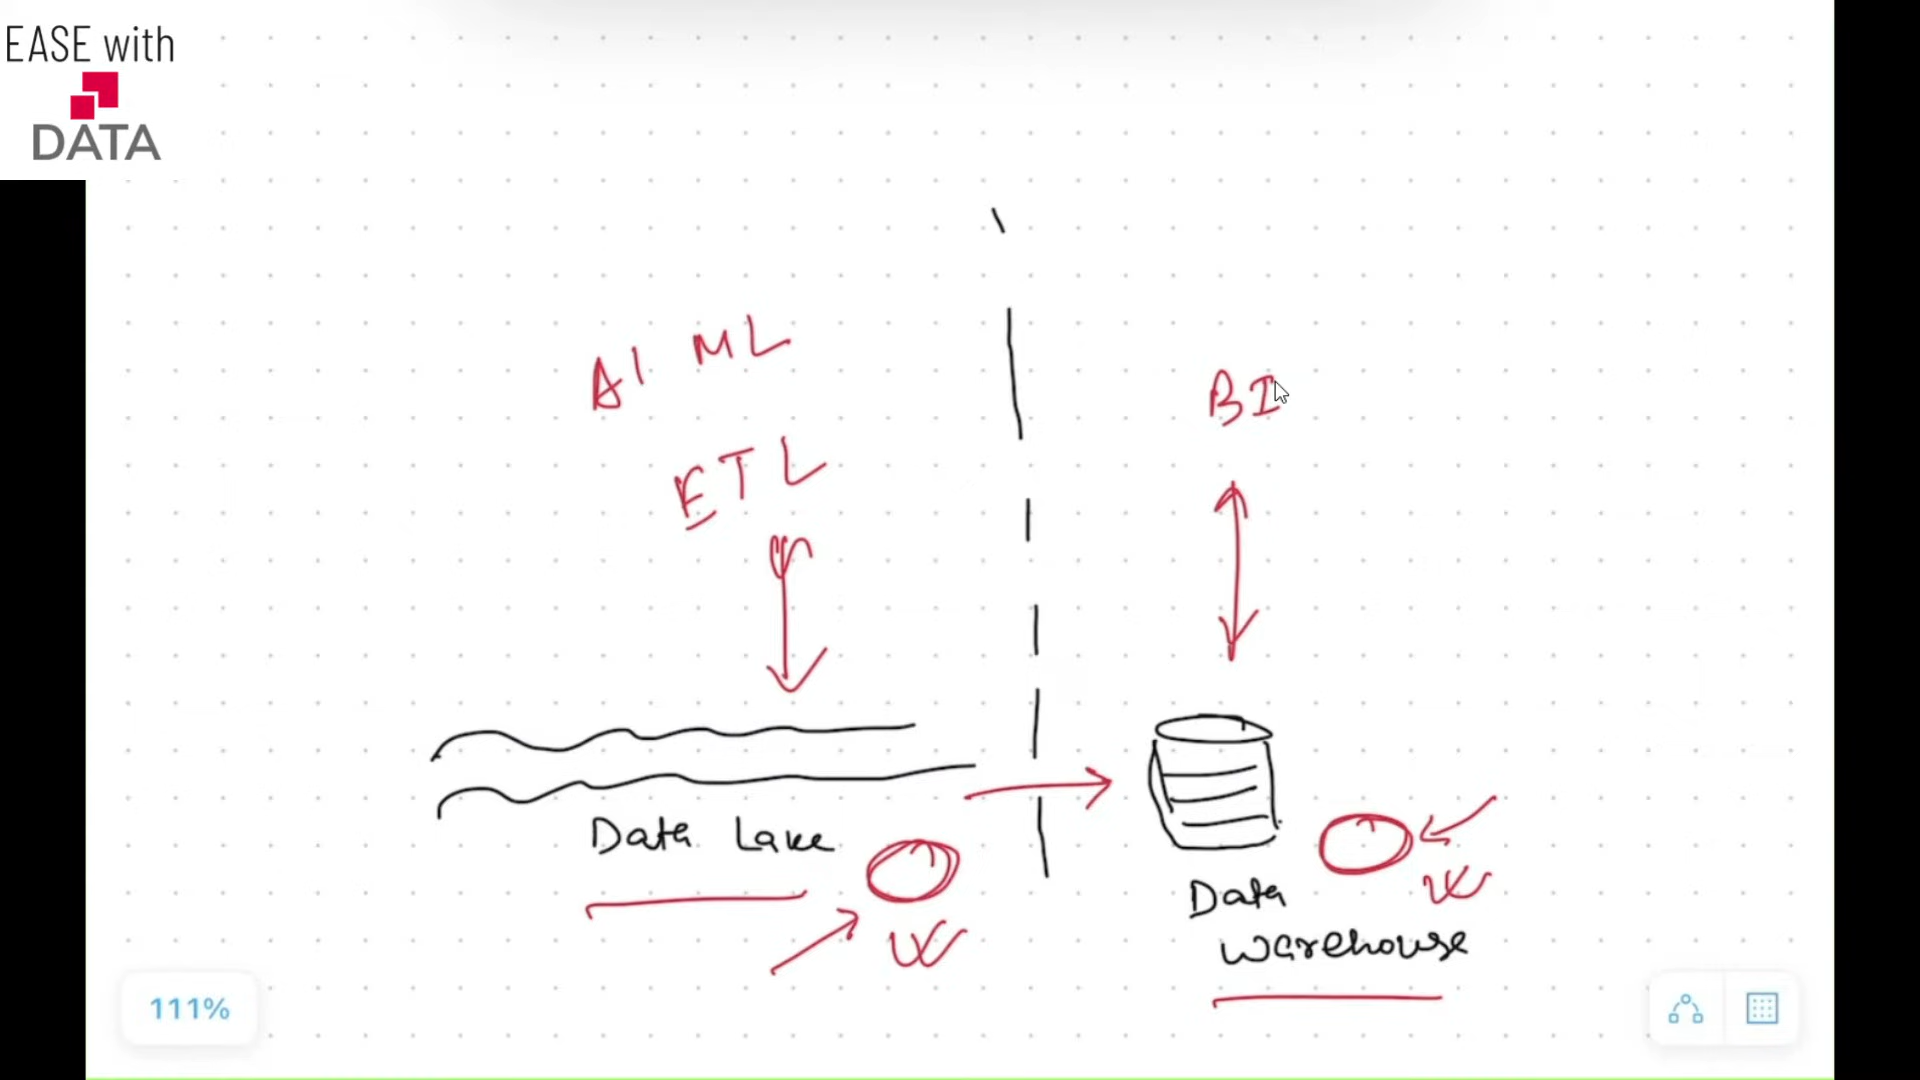 EASE with
DATA
AI ML
BI
ETL
Data Lake
Data
Warehouse
111%